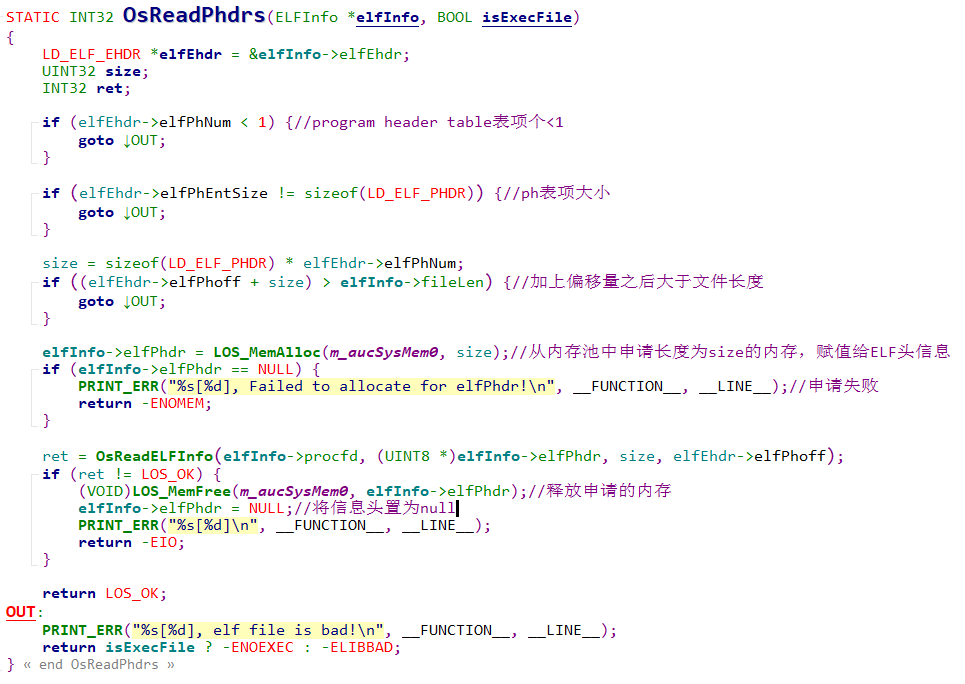 STATIC INT32 OsReadPhdrs(ELFInfo *elfInfo, BOOL isExecFile)
{
    LD_ELF_EHDR *elfEhdr = &elfInfo->elfEhdr;
    UINT32 size;
    INT32 ret;

    if (elfEhdr->elfPhNum < 1) {//program header table表项个<1
        goto ↓OUT;
    }

    if (elfEhdr->elfPhEntSize != sizeof(LD_ELF_PHDR)) {//ph表项大小
        goto ↓OUT;
    }

    size = sizeof(LD_ELF_PHDR) * elfEhdr->elfPhNum;
    if ((elfEhdr->elfPhoff + size) > elfInfo->fileLen) {//加上偏移量之后大于文件长度
        goto ↓OUT;
    }

    elfInfo->elfPhdr = LOS_MemAlloc(m_aucSysMem0, size);//从内存池中申请长度为size的内存，赋值给ELF头信息
    if (elfInfo->elfPhdr == NULL) {
        PRINT_ERR("%s[%d], Failed to allocate for elfPhdr!\n", __FUNCTION__, __LINE__);//申请失败
        return -ENOMEM;
    }

    ret = OsReadELFInfo(elfInfo->procfd, (UINT8 *)elfInfo->elfPhdr, size, elfEhdr->elfPhoff);
    if (ret != LOS_OK) {
        (VOID)LOS_MemFree(m_aucSysMem0, elfInfo->elfPhdr);//释放申请的内存
        elfInfo->elfPhdr = NULL;//将信息头置为null
        PRINT_ERR("%s[%d]\n", __FUNCTION__, __LINE__);
        return -EIO;
    }

    return LOS_OK;
OUT:
    PRINT_ERR("%s[%d], elf file is bad!\n", __FUNCTION__, __LINE__);
    return isExecFile ? -ENOEXEC : -ELIBBAD;
} « end OsReadPhdrs »